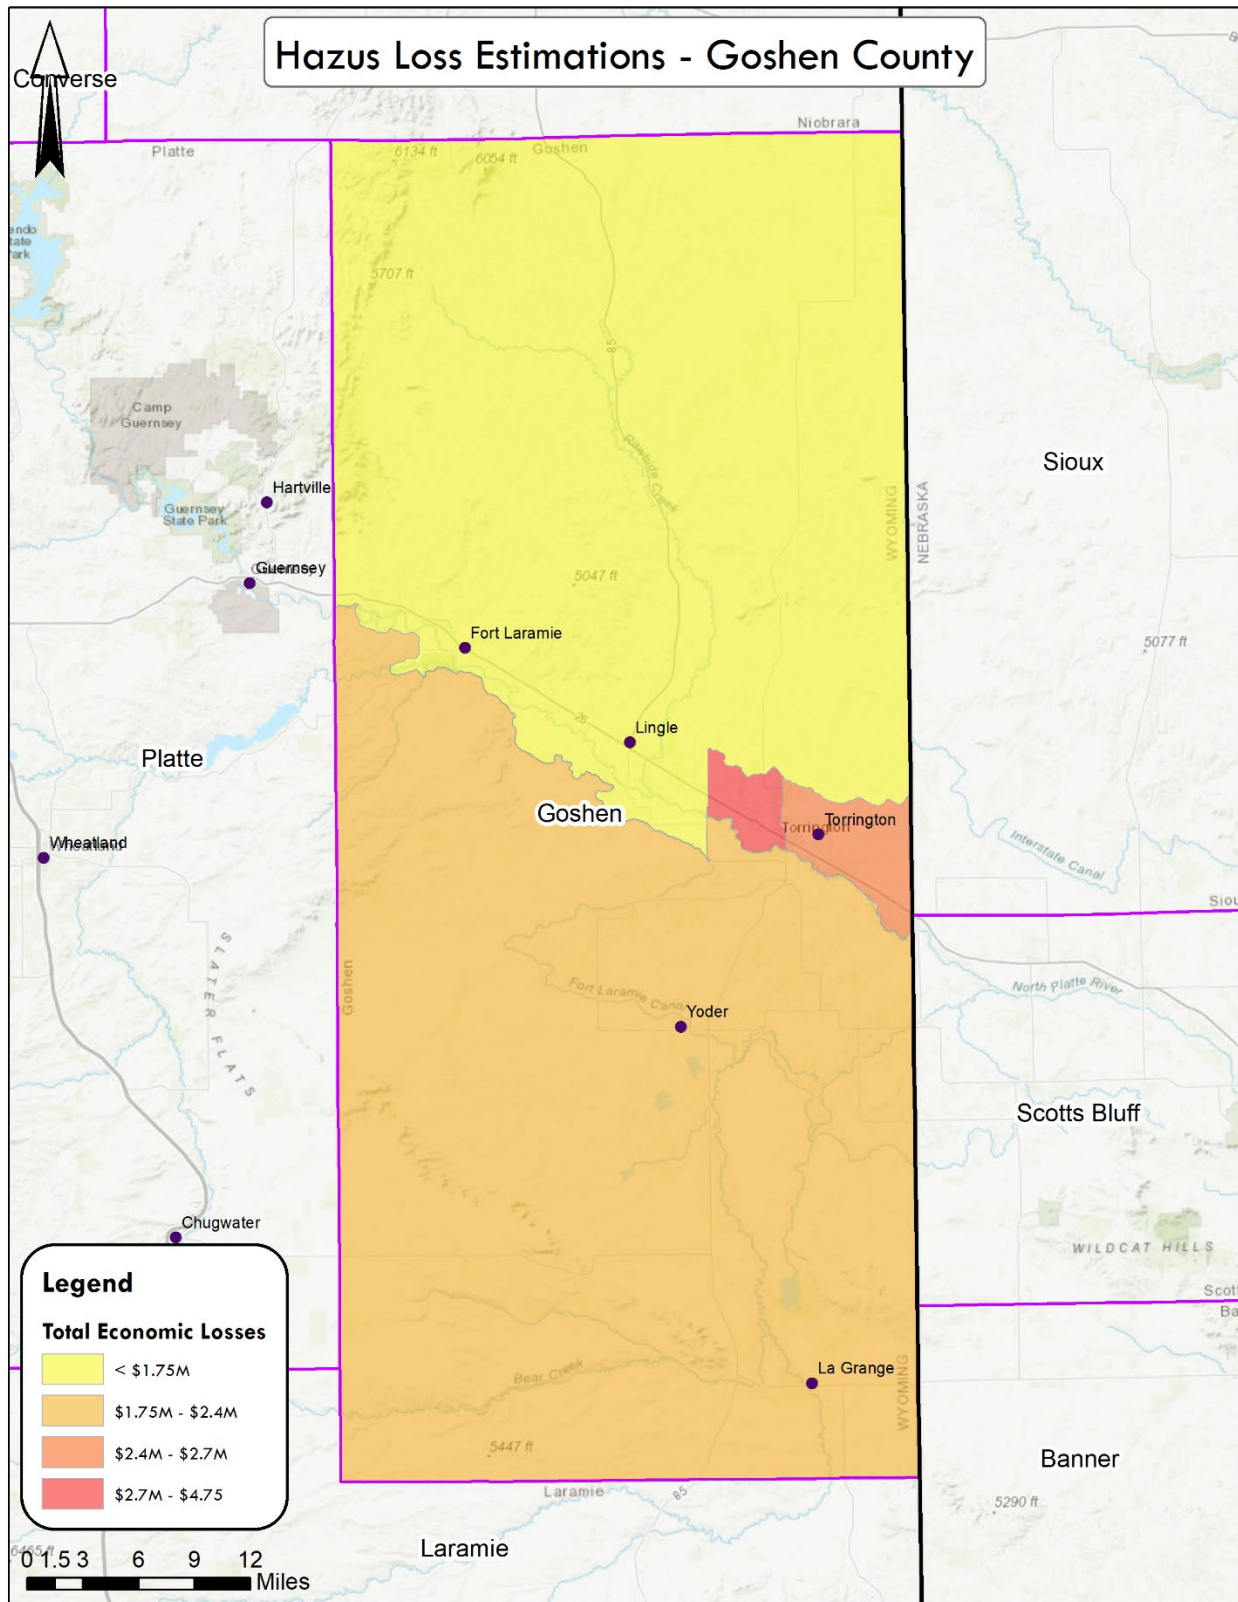 Hazus Loss Estimations - Goshen County
Converse
Niobrara
Platte
Goshen
6134 ft
6054 ft
5707 ft
85
Camp
Guernsey
Rawhide Creek
Sioux
Hartville
Guernsey
State Park
WYOMING
NEBRASKA
Guernsey
5047 ft
Fort Laramie
5077 ft
26
Lingle
Platte
Goshen
Torrington
Torrington
Wheatland
Wheatland
Interstate Canal
SLATER FLATS
Goshen
Fort Laramie Canal
North Platte River
Yoder
Scotts Bluff
Chugwater
WILDCAT HILLS
Legend
Total Economic Losses
< $1.75M
$1.75M - $2.4M
$2.4M - $2.7M
$2.7M - $4.75
La Grange
Bear Creek
WYOMING
5447 ft
Banner
Laramie
85
5290 ft
Laramie
0 1.5 3 6 9 12
Miles